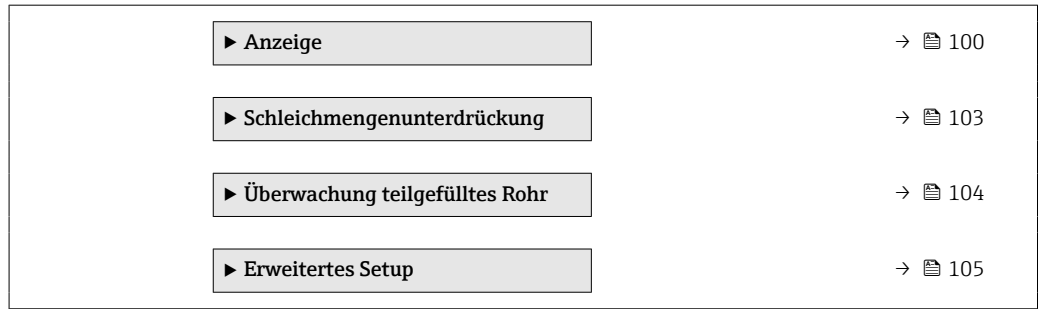 ▶ Anzeige → 🖹 100
▶ Schleichmengenunterdrückung → 🖹 103
▶ Überwachung teilgefülltes Rohr → 🖹 104
▶ Erweitertes Setup → 🖹 105